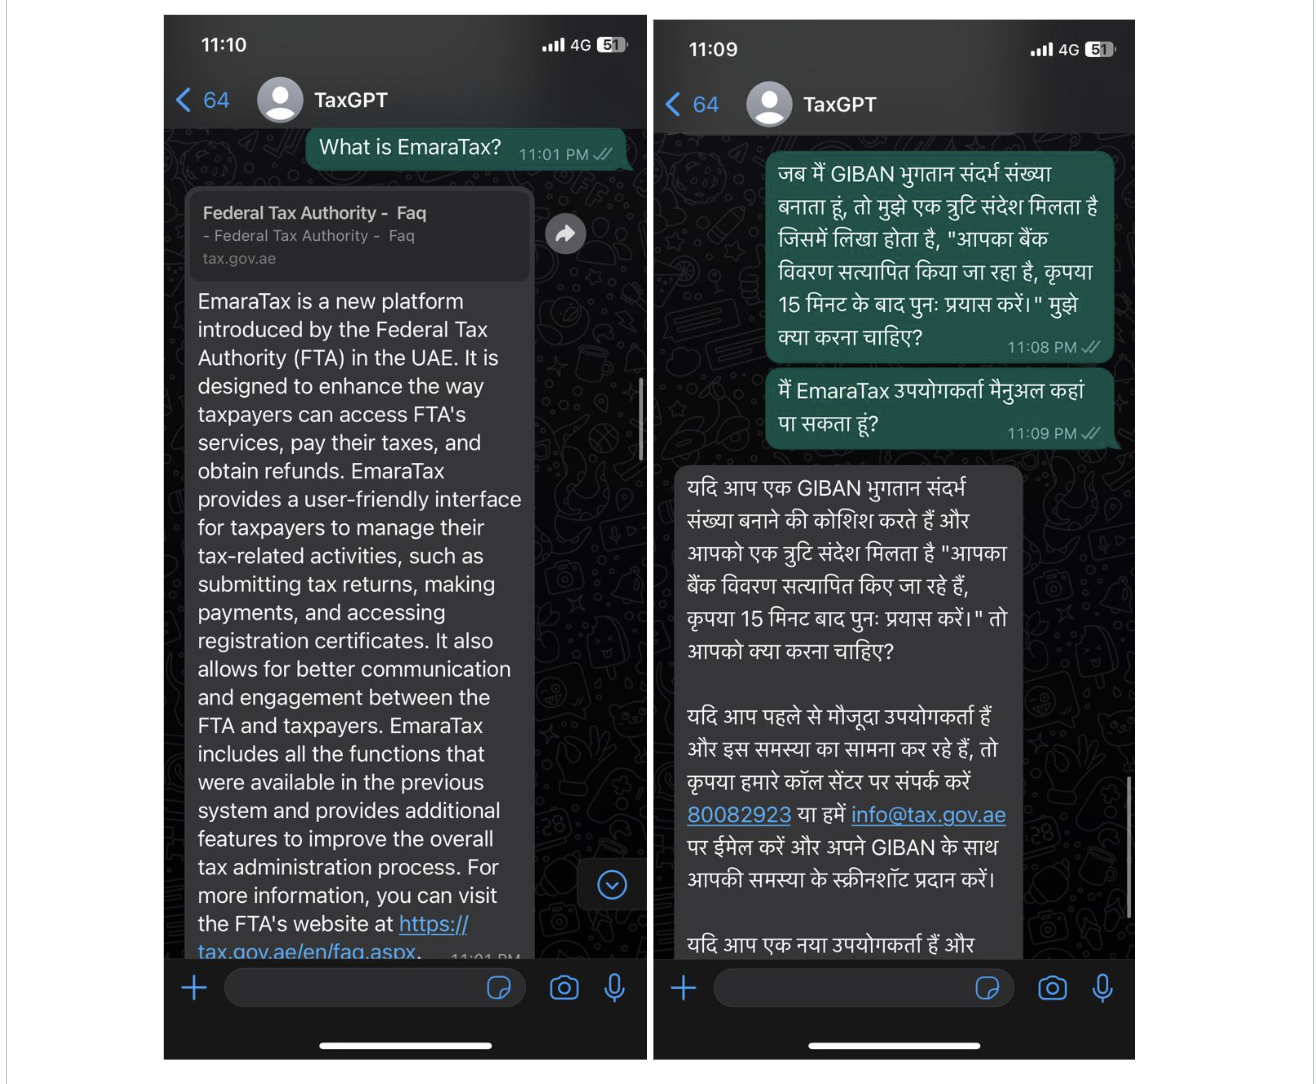 11:10
4G 51
64
TaxGPT
What is EmaraTax?
11:01 PM
Federal Tax Authority - Faq
- Federal Tax Authority - Faq
tax.gov.ae
EmaraTax is a new platform
introduced by the Federal Tax
Authority (FTA) in the UAE. It is
designed to enhance the way
taxpayers can access FTA's
services, pay their taxes, and
obtain refunds. EmaraTax
provides a user-friendly interface
for taxpayers to manage their
tax-related activities, such as
submitting tax returns, making
payments, and accessing
registration certificates. It also
allows for better communication
and engagement between the
FTA and taxpayers. EmaraTax
includes all the functions that
were available in the previous
system and provides additional
features to improve the overall
tax administration process. For
more information, you can visit
the FTA's website at https://
tax.gov.ae/en/faq.aspx.
11:01 PM
11:09
4G 51
64
TaxGPT
जब मैं GIBAN भुगतान संदर्भ संख्या
बनाता हूं, तो मुझे एक त्रुटि संदेश मिलता है
जिसमें लिखा होता है, "आपका बैंक
विवरण सत्यापित किया जा रहा है, कृपया
15 मिनट के बाद पुनः प्रयास करें।" मुझे
क्या करना चाहिए?
11:08 PM
मैं EmaraTax उपयोगकर्ता मैनुअल कहां
पा सकता हूं?
11:09 PM
यदि आप एक GIBAN भुगतान संदर्भ
संख्या बनाने की कोशिश करते हैं और
आपको एक त्रुटि संदेश मिलता है "आपका
बैंक विवरण सत्यापित किए जा रहे हैं,
कृपया 15 मिनट बाद पुनः प्रयास करें।" तो
आपको क्या करना चाहिए?
यदि आप पहले से मौजूदा उपयोगकर्ता हैं
और इस समस्या का सामना कर रहे हैं, तो
कृपया हमारे कॉल सेंटर पर संपर्क करें
80082923 या हमें info@tax.gov.ae
पर ईमेल करें और अपने GIBAN के साथ
आपकी समस्या के स्क्रीनशॉट प्रदान करें।
यदि आप एक नया उपयोगकर्ता हैं और